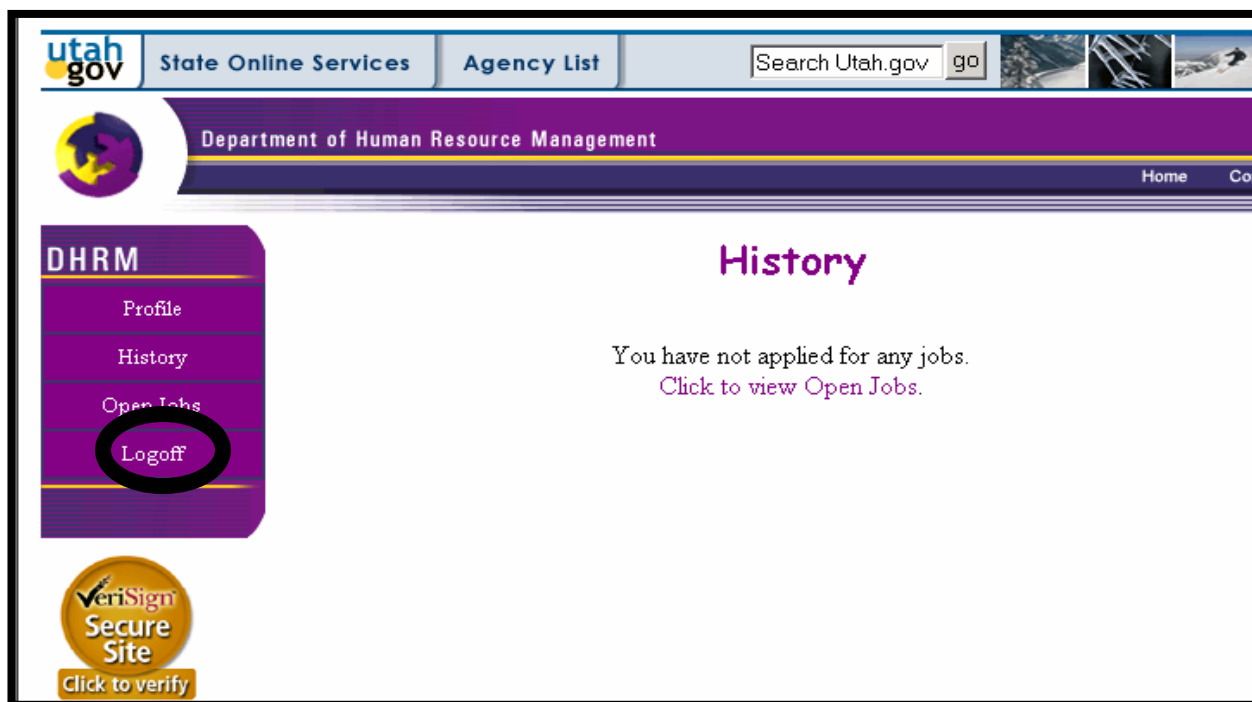 utah
gov
State Online Services
Agency List
Search Utah.gov
go
Department of Human Resource Management
Home
DHRM
Profile
History
Open Jobs
Logoff
History
You have not applied for any jobs.
Click to view Open Jobs.
VeriSign
Secure
Site
Click to verify